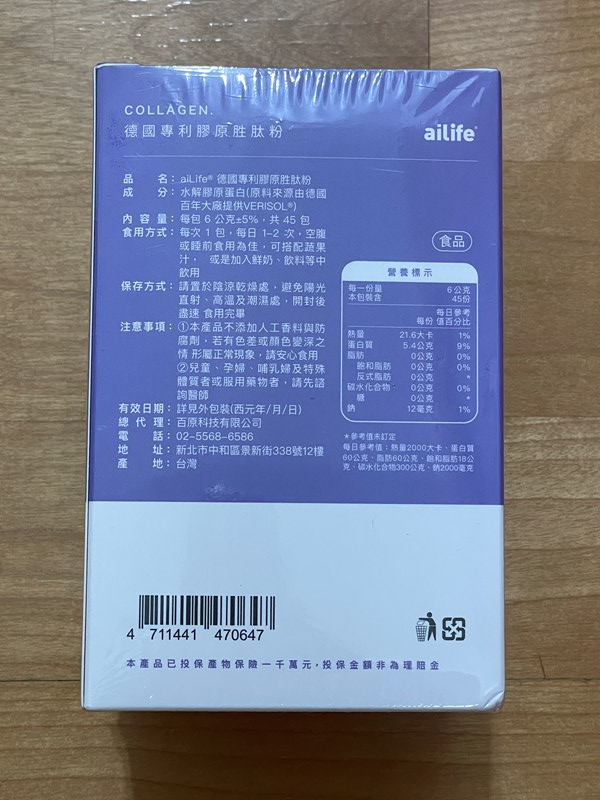 COLLAGEN.
德國專利膠原胜肽粉
ailife®
品 名：aiLife® 德國專利膠原胜肽粉
成 分：水解膠原蛋白(原料來源由德國
百年大廠提供VERISOL®)
內 容 量：每包 6 公克±5%，共 45 包
食用方式：每次 1 包，每日 1-2 次，空腹
或睡前食用為佳，可搭配蔬果
汁， 或是加入鮮奶、飲料等中
飲用
保存方式：請置於陰涼乾燥處，避免陽光
直射、高溫及潮濕處，開封後
盡速 食用完畢
注意事項：①本產品不添加人工香料與防
腐劑，若有色差或顏色變深之
情 形屬正常現象，請安心食用
②兒童、孕婦、哺乳婦及特殊
體質者或服用藥物者，請先諮
詢醫師
有效日期：詳見外包裝(西元年/月/日)
總 代 理：百原科技有限公司
電 話：02-5568-6586
地 址：新北市中和區景新街338號12樓
產 地：台灣
食品
營養標示
每一份量 6公克
本包裝含 45份
每日參考
每份 值百分比
熱量 21.6大卡 1%
蛋白質 5.4公克 9%
脂肪 0公克 0%
飽和脂肪 0公克 0%
反式脂肪 0公克 *
碳水化合物 0公克 0%
糖 0公克 *
鈉 12毫克 1%
*參考值未訂定
每日參考值：熱量2000大卡、蛋白質
60公克、脂肪60公克、飽和脂肪18公
克、碳水化合物300公克、鈉2000毫克
4 711441 470647
本產品已投保產物保險一千萬元，投保金額非為理賠金